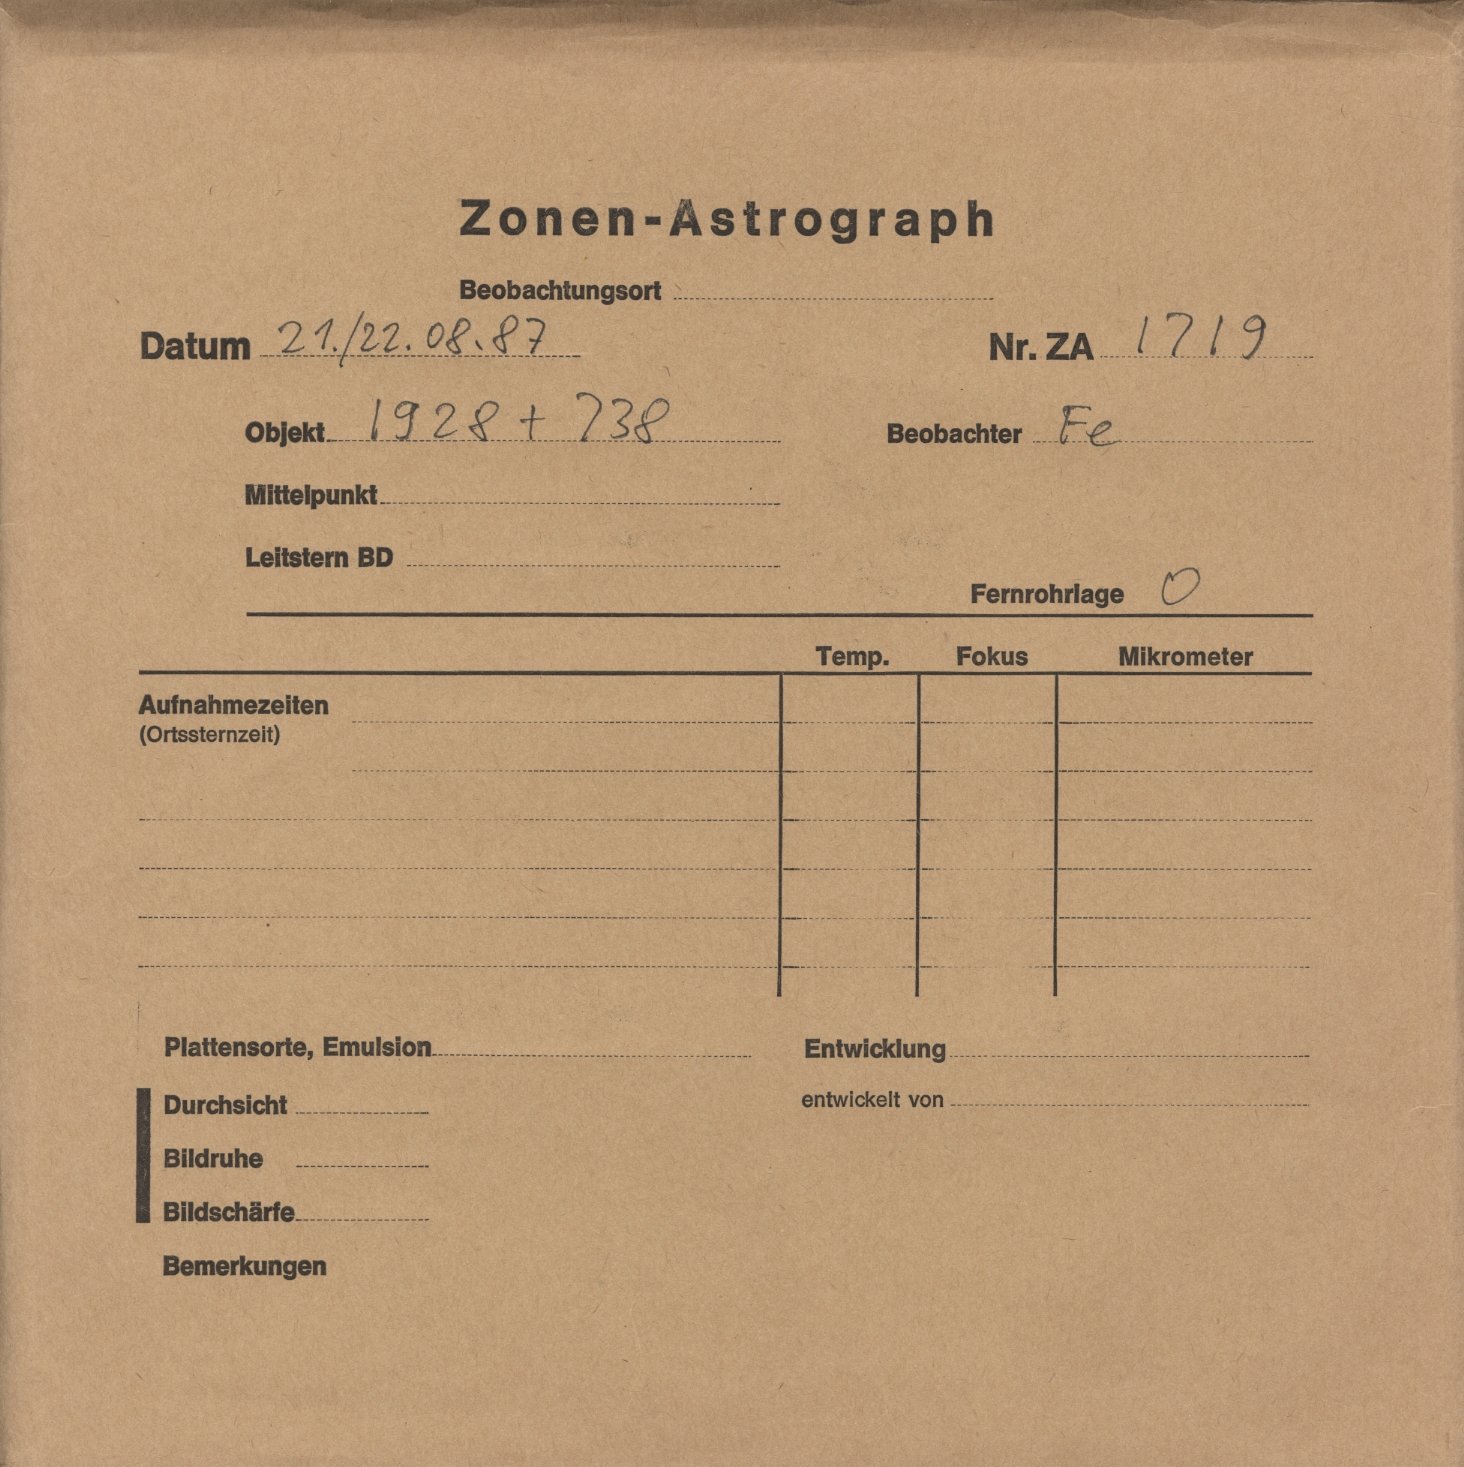 Zonen-Astrograph
Beobachtungsort
Datum 21./22.08.87 Nr. ZA 1719
Objekt 1928 + 738 Beobachter Fe
Mittelpunkt
Leitstern BD
Fernrohrlage O
Temp. Fokus Mikrometer
Aufnahmezeiten
(Ortssternzeit)
Plattensorte, Emulsion Entwicklung
Durchsicht entwickelt von
Bildruhe
Bildschärfe
Bemerkungen